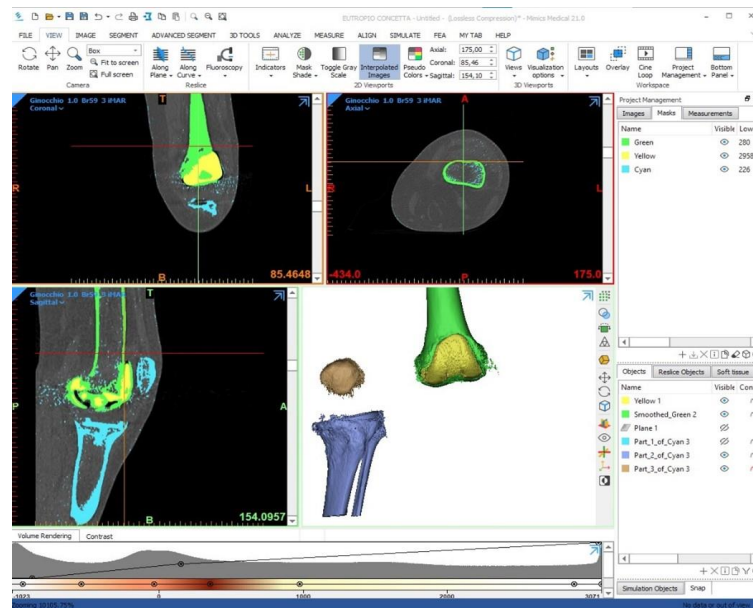 EUTROPIO CONCETTA - Untitled - (Lossless Compression)* - Mimics Medical 21.0
FILE VIEW IMAGE SEGMENT ADVANCED SEGMENT 3D TOOLS ANALYZE MEASURE ALIGN SIMULATE FEA MY TAB HELP
Box
Fit to screen
Full screen
Rotate Pan Zoom
Camera
Along Plane
Along Curve
Fluoroscopy
Reslice
Indicators
Mask Shade
Toggle Gray Scale
Interpolated Images
Pseudo Colors
Axial: 175,00
Coronal: 85,46
Sagittal: 154,10
2D Viewports
Views
Visualization options
3D Viewports
Layouts
Overlay
One Loop
Project Management
Bottom Panel
Workspace
Ginocchio 1.0 Br59 3 iMAR
Coronal
T
R
L
B
85.4648
Ginocchio 1.0 Br59 3 iMAR
Axial
A
L
P
-434.0
175.0
Ginocchio 1.0 Br59 3 iMAR
Sagittal
T
P
A
B
154.0957
Project Management
Images Masks Measurements
Name Visible Low
Green 280
Yellow 2958
Cyan 226
Objects Reslice Objects Soft tissue
Name Visible Con
Yellow 1
Smoothed_Green 2
Plane 1
Part_1_of_Cyan 3
Part_2_of_Cyan 3
Part_3_of_Cyan 3
Simulation Objects Snap
Volume Rendering Contrast
-1023 0 1000 2000 3071
Zooming 10105.75%